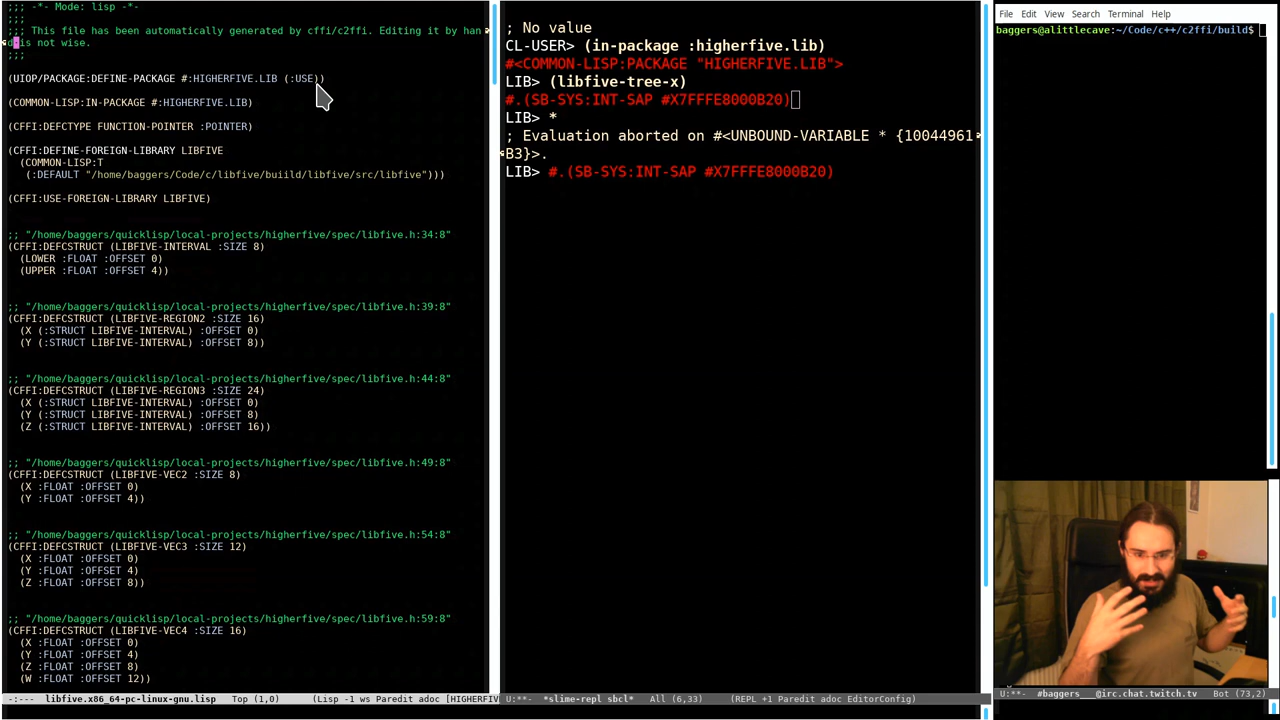 ;;; -*- Mode: lisp -*-
;;;
;;; This file has been automatically generated by cffi/c2ffi. Editing it by han
d is not wise.
;;;
(UIOP/PACKAGE:DEFINE-PACKAGE #:HIGHERFIVE.LIB (:USE))
(COMMON-LISP:IN-PACKAGE #:HIGHERFIVE.LIB)
(CFFI:DEFCTYPE FUNCTION-POINTER :POINTER)
(CFFI:DEFINE-FOREIGN-LIBRARY LIBFIVE
(COMMON-LISP:T
(:DEFAULT "/home/baggers/Code/c/libfive/buiild/libfive/src/libfive")))
(CFFI:USE-FOREIGN-LIBRARY LIBFIVE)
;; "/home/baggers/quicklisp/local-projects/higherfive/spec/libfive.h:34:8"
(CFFI:DEFCSTRUCT (LIBFIVE-INTERVAL :SIZE 8)
(LOWER :FLOAT :OFFSET 0)
(UPPER :FLOAT :OFFSET 4))
;; "/home/baggers/quicklisp/local-projects/higherfive/spec/libfive.h:39:8"
(CFFI:DEFCSTRUCT (LIBFIVE-REGION2 :SIZE 16)
(X (:STRUCT LIBFIVE-INTERVAL) :OFFSET 0)
(Y (:STRUCT LIBFIVE-INTERVAL) :OFFSET 8))
;; "/home/baggers/quicklisp/local-projects/higherfive/spec/libfive.h:44:8"
(CFFI:DEFCSTRUCT (LIBFIVE-REGION3 :SIZE 24)
(X (:STRUCT LIBFIVE-INTERVAL) :OFFSET 0)
(Y (:STRUCT LIBFIVE-INTERVAL) :OFFSET 8)
(Z (:STRUCT LIBFIVE-INTERVAL) :OFFSET 16))
;; "/home/baggers/quicklisp/local-projects/higherfive/spec/libfive.h:49:8"
(CFFI:DEFCSTRUCT (LIBFIVE-VEC2 :SIZE 8)
(X :FLOAT :OFFSET 0)
(Y :FLOAT :OFFSET 4))
;; "/home/baggers/quicklisp/local-projects/higherfive/spec/libfive.h:54:8"
(CFFI:DEFCSTRUCT (LIBFIVE-VEC3 :SIZE 12)
(X :FLOAT :OFFSET 0)
(Y :FLOAT :OFFSET 4)
(Z :FLOAT :OFFSET 8))
;; "/home/baggers/quicklisp/local-projects/higherfive/spec/libfive.h:59:8"
(CFFI:DEFCSTRUCT (LIBFIVE-VEC4 :SIZE 16)
(X :FLOAT :OFFSET 0)
(Y :FLOAT :OFFSET 4)
(Z :FLOAT :OFFSET 8)
(W :FLOAT :OFFSET 12))
-:--- libfive.x86_64-pc-linux-gnu.lisp Top (1,0) (Lisp -1 ws Paredit adoc [HIGHERFIV
; No value
CL-USER> (in-package :higherfive.lib)
#<COMMON-LISP:PACKAGE "HIGHERFIVE.LIB">
LIB> (libfive-tree-x)
#.(SB-SYS:INT-SAP #X7FFFE8000B20)
LIB> *
; Evaluation aborted on #<UNBOUND-VARIABLE * {10044961
B3}>.
LIB> #.(SB-SYS:INT-SAP #X7FFFE8000B20)
U:**- *slime-repl sbcl* All (6,33) (REPL +1 Paredit adoc EditorConfig)
File Edit View Search Terminal Help
baggers@alittlecave:~/Code/c++/c2ffi/build$
U:**- #baggers___@irc.chat.twitch.tv Bot (73,2)